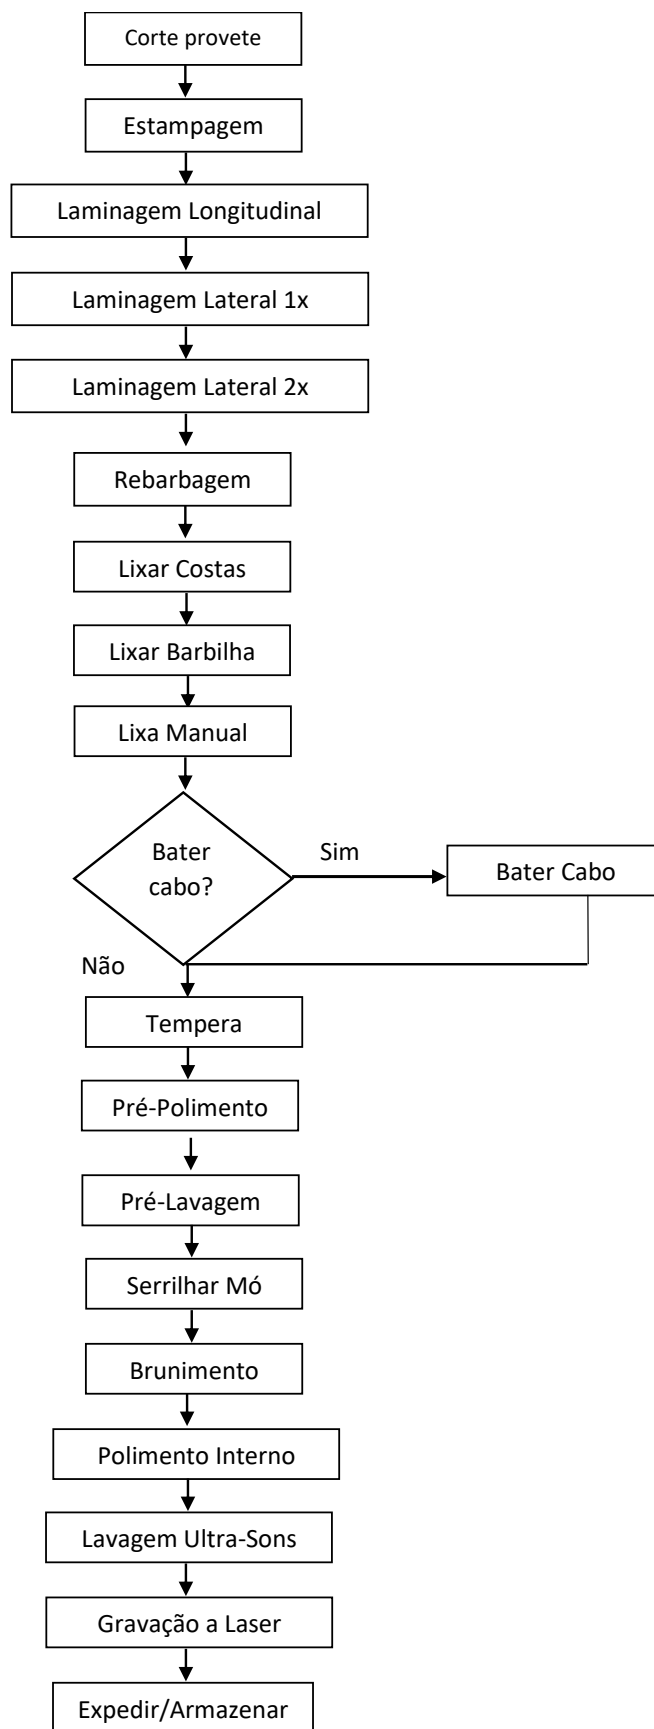 Corte provete
Estampagem
Laminagem Longitudinal
Laminagem Lateral 1x
Laminagem Lateral 2x
Rebarbagem
Lixar Costas
Lixar Barbilha
Lixa Manual
Bater
cabo?
Sim
Bater Cabo
Não
Tempera
Pré-Polimento
Pré-Lavagem
Serrilhar Mó
Brunimento
Polimento Interno
Lavagem Ultra-Sons
Gravação a Laser
Expedir/Armazenar